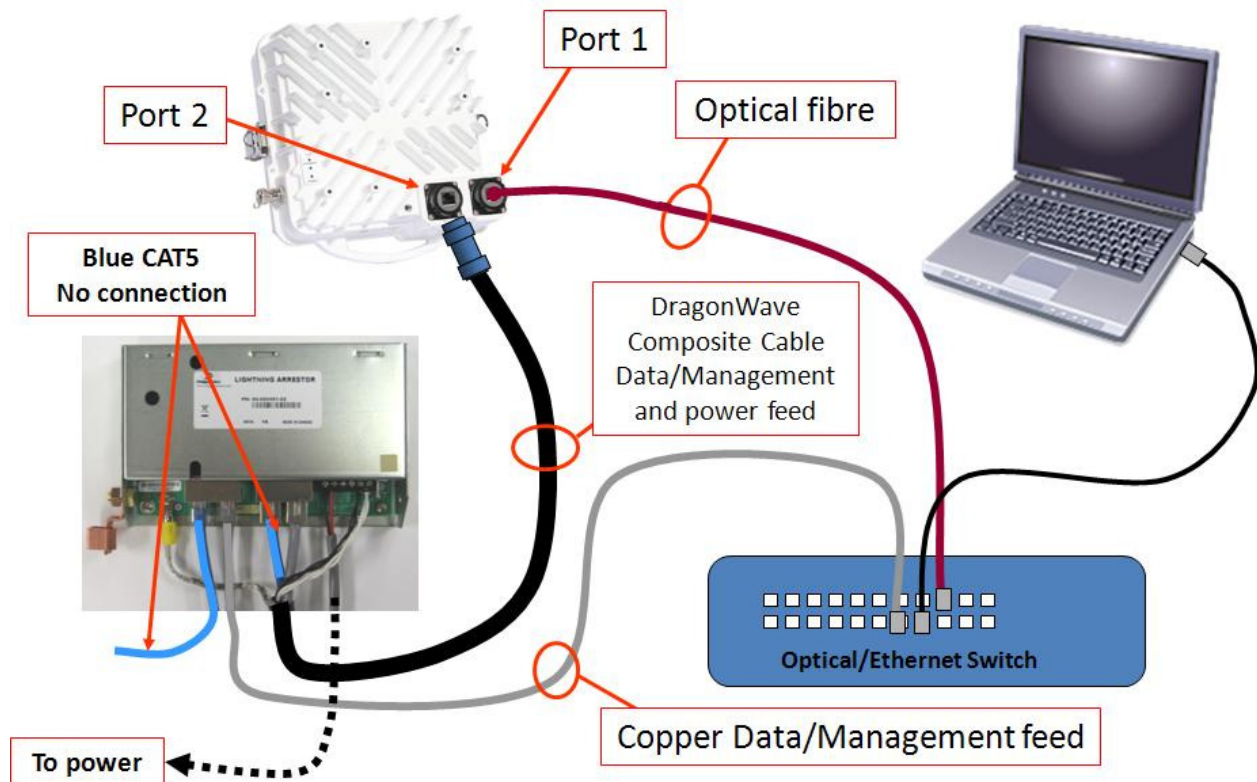 Port 1
Port 2
Optical fibre
Blue CAT5
No connection
DragonWave
Composite Cable
Data/Management
and power feed
LIGHTNING ARRESTOR
Optical/Ethernet Switch
Copper Data/Management feed
To power